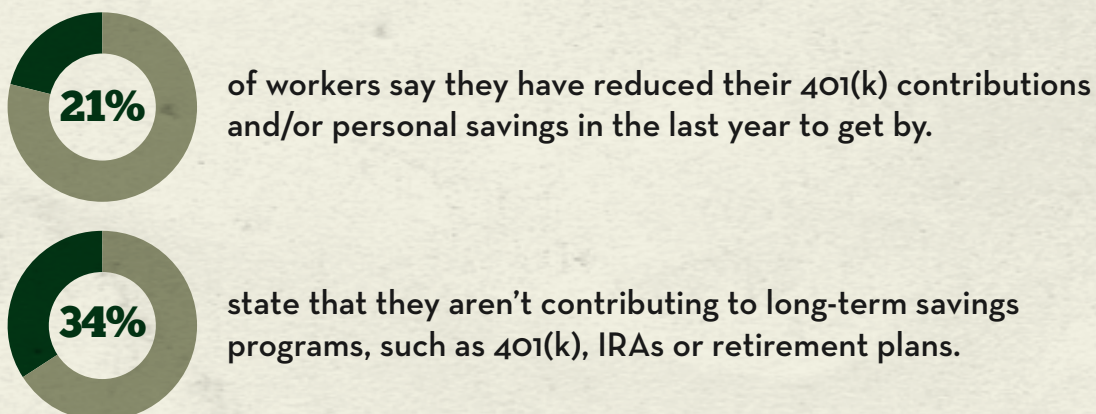 21%
of workers say they have reduced their 401(k) contributions
and/or personal savings in the last year to get by.
34%
state that they aren’t contributing to long-term savings
programs, such as 401(k), IRAs or retirement plans.